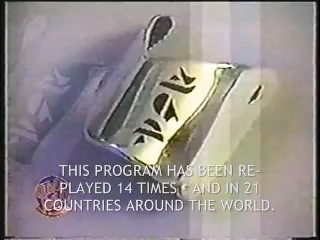 THIS PROGRAM HAS BEEN RE-
PLAYED 14 TIMES, AND IN 21
COUNTRIES AROUND THE WORLD.